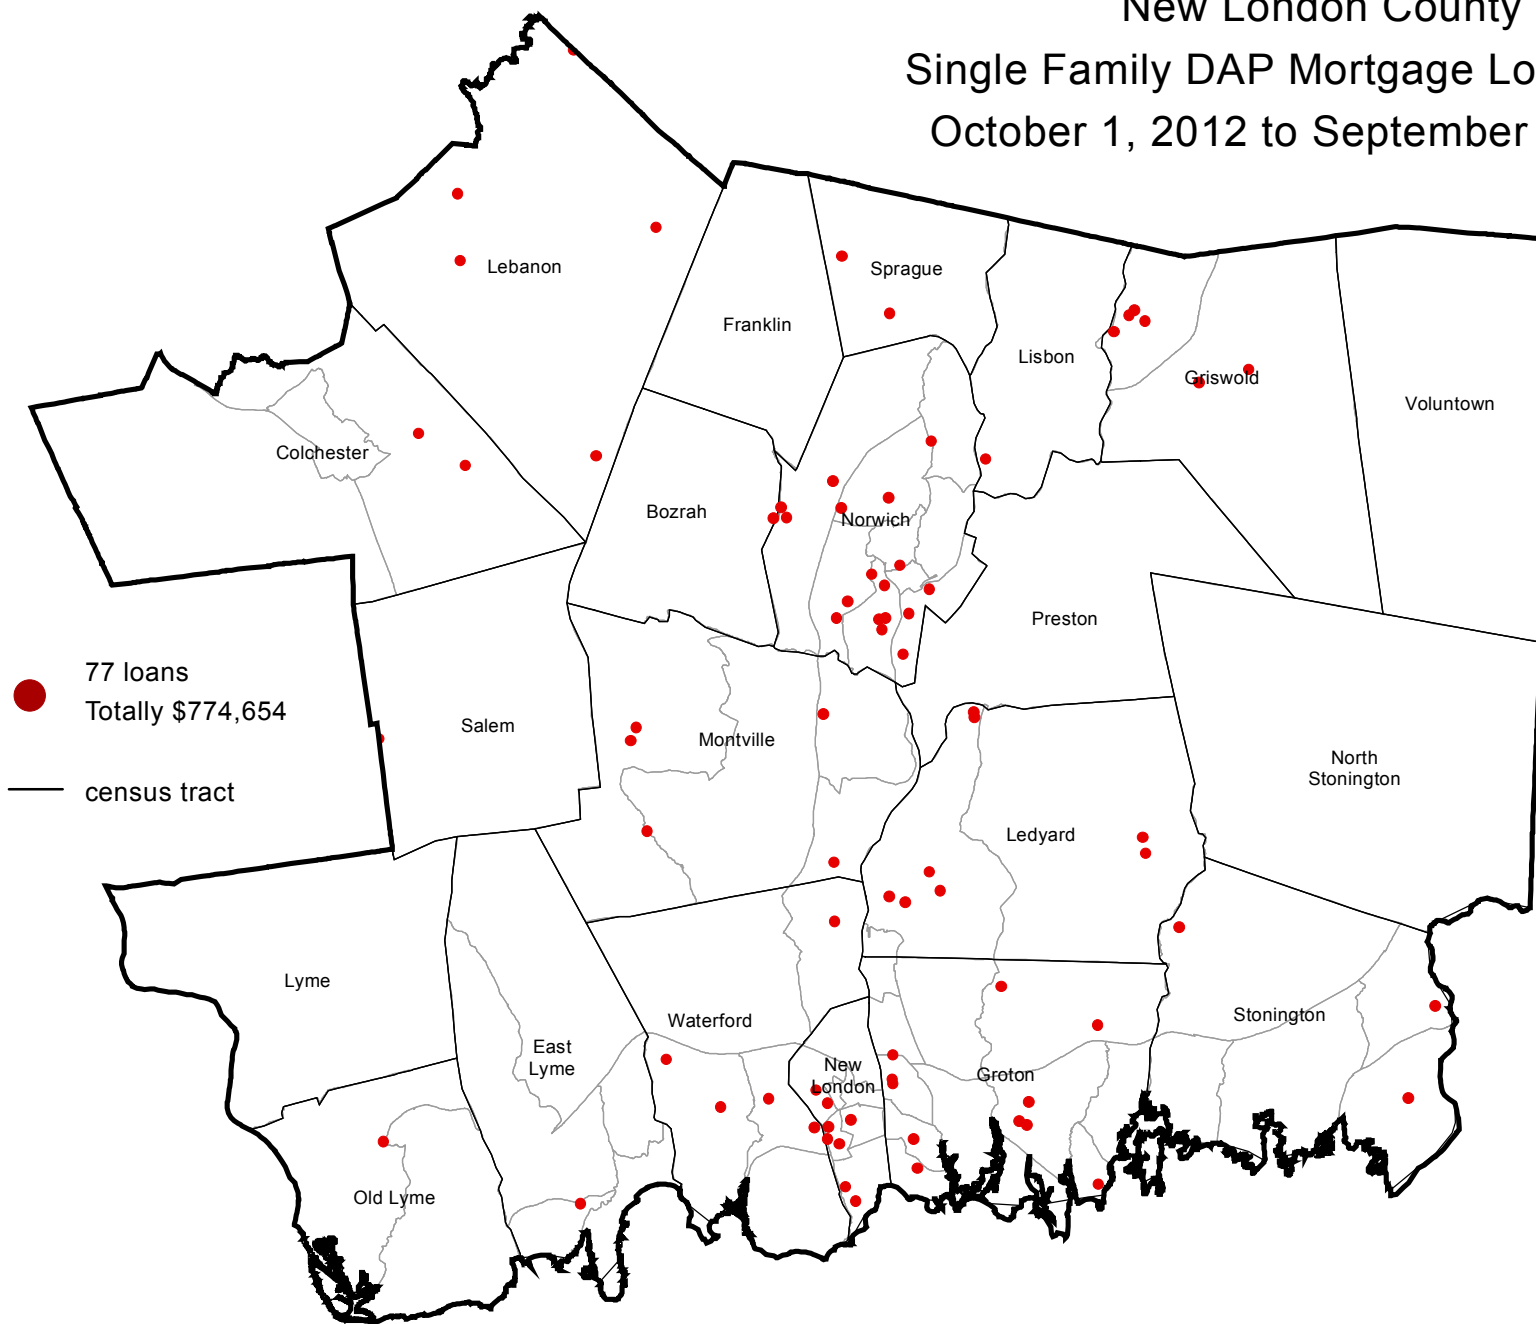 New London County
Single Family DAP Mortgage Lo
October 1, 2012 to September
Lebanon
Sprague
Franklin
Lisbon
Griswold
Voluntown
Colchester
Bozrah
Norwich
Preston
77 loans
Totally $774,654
census tract
Salem
Montville
North
Stonington
Ledyard
Lyme
Waterford
Stonington
East
Lyme
New
London
Groton
Old Lyme